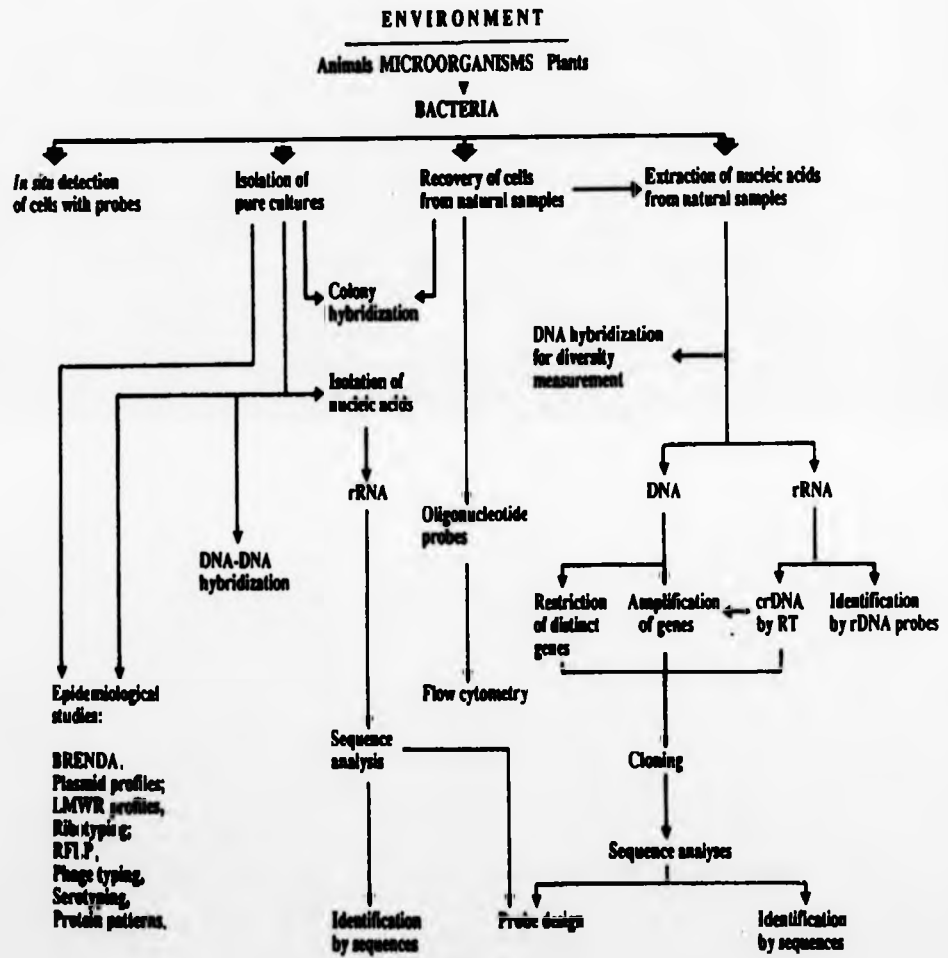 ENVIRONMENT
Animals MICROORGANISMS Plants
BACTERIA
In situ detection
of cells with probes
Isolation of
pure cultures
Recovery of cells
from natural samples
Extraction of nucleic acids
from natural samples
Colony
hybridization
DNA hybridization
for diversity
measurement
Isolation of
nucleic acids
rRNA
DNA
rRNA
Oligonucleotide
probes
DNA-DNA
hybridization
Restriction
of distinct
genes
Amplification
of genes
crDNA
by RT
Identification
by rDNA probes
Epidemiological
studies:
Flow cytometry
Sequence
analysis
Cloning
BRENDA,
Plasmid profiles;
LMWR profiles,
Ribotyping;
RFLP,
Phage typing,
Serotyping,
Protein patterns.
Sequence analyses
Identification
by sequences
Probe design
Identification
by sequences